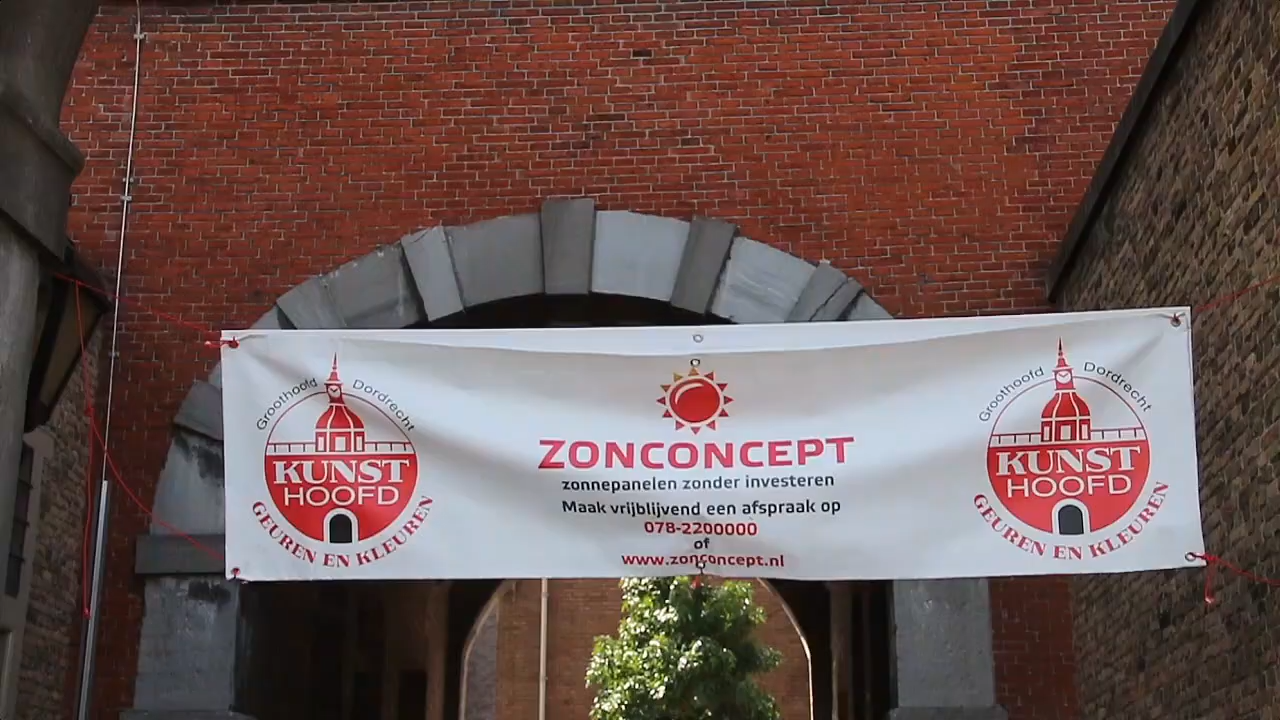 Groothoofd Dordrecht
KUNST
HOOFD
GEUREN EN KLEUREN
ZONCONCEPT
zonnepanelen zonder investeren
Maak vrijblijvend een afspraak op
078-2200000
of
www.zonconcept.nl
Groothoofd Dordrecht
KUNST
HOOFD
GEUREN EN KLEUREN